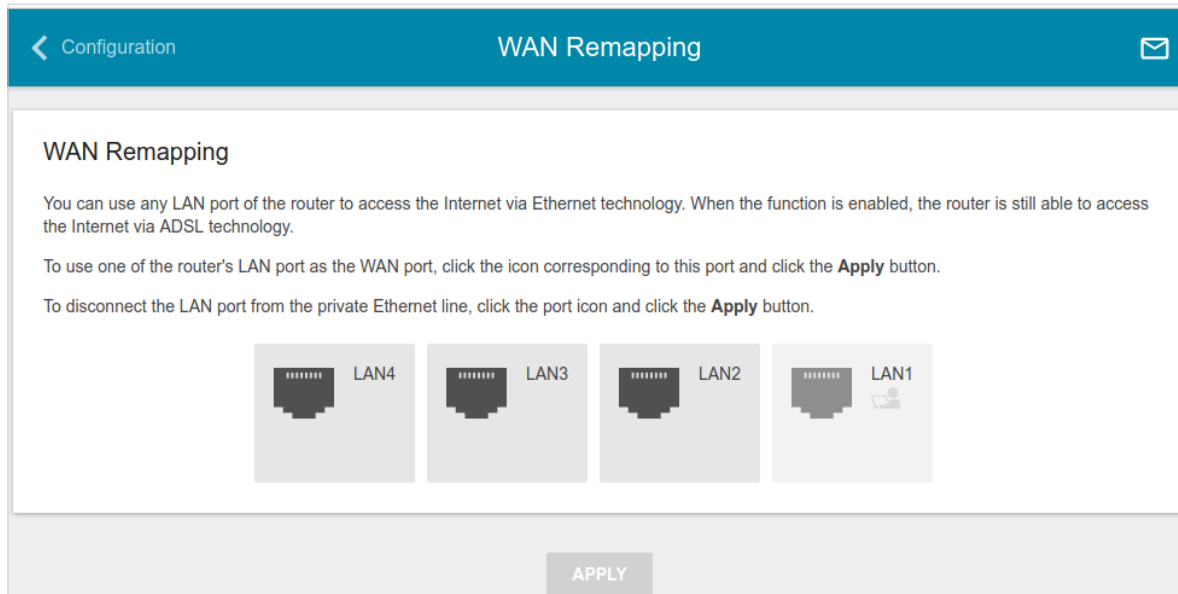 Configuration
WAN Remapping
WAN Remapping
You can use any LAN port of the router to access the Internet via Ethernet technology. When the function is enabled, the router is still able to access
the Internet via ADSL technology.
To use one of the router's LAN port as the WAN port, click the icon corresponding to this port and click the Apply button.
To disconnect the LAN port from the private Ethernet line, click the port icon and click the Apply button.
LAN4
LAN3
LAN2
LAN1
APPLY